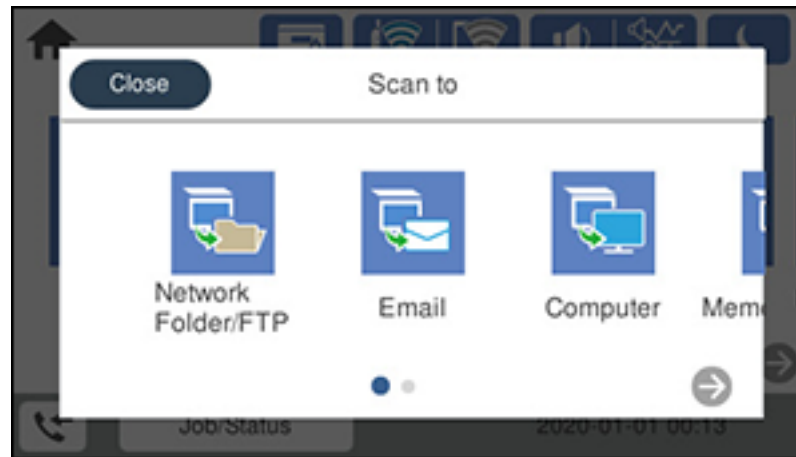 Close
Scan to
Network
Folder/FTP
Email
Computer
Job/Status
2020-01-01 00:13